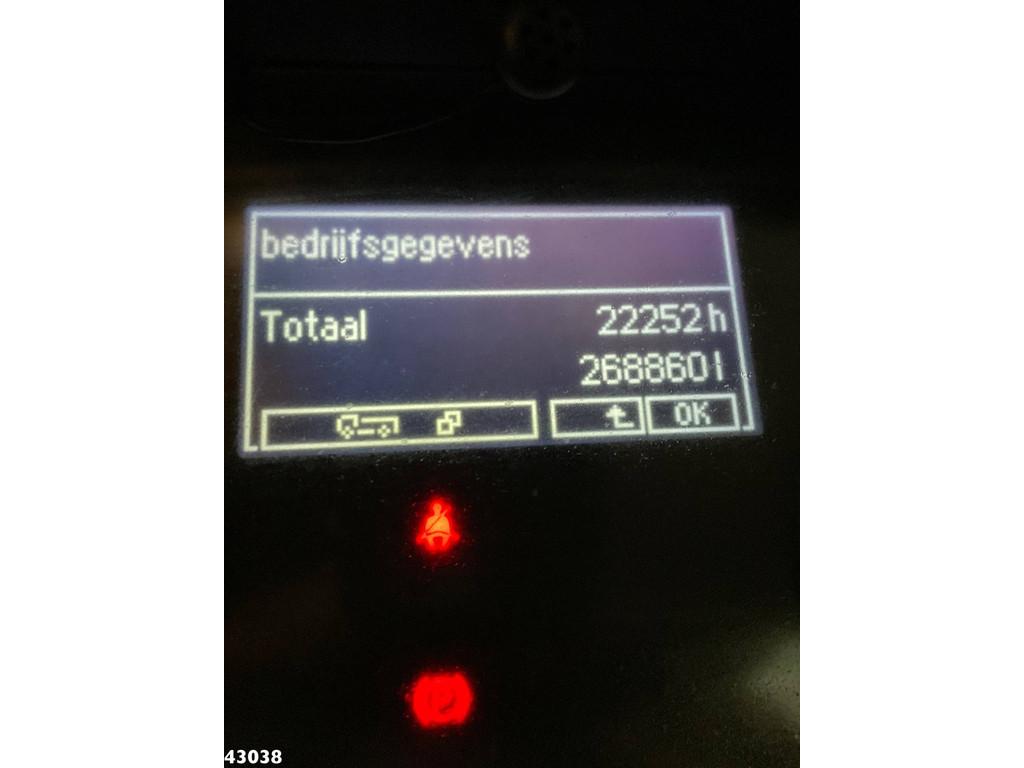 bedrijfsgegevens
Totaal 22252 h
268860 l
OK
43038